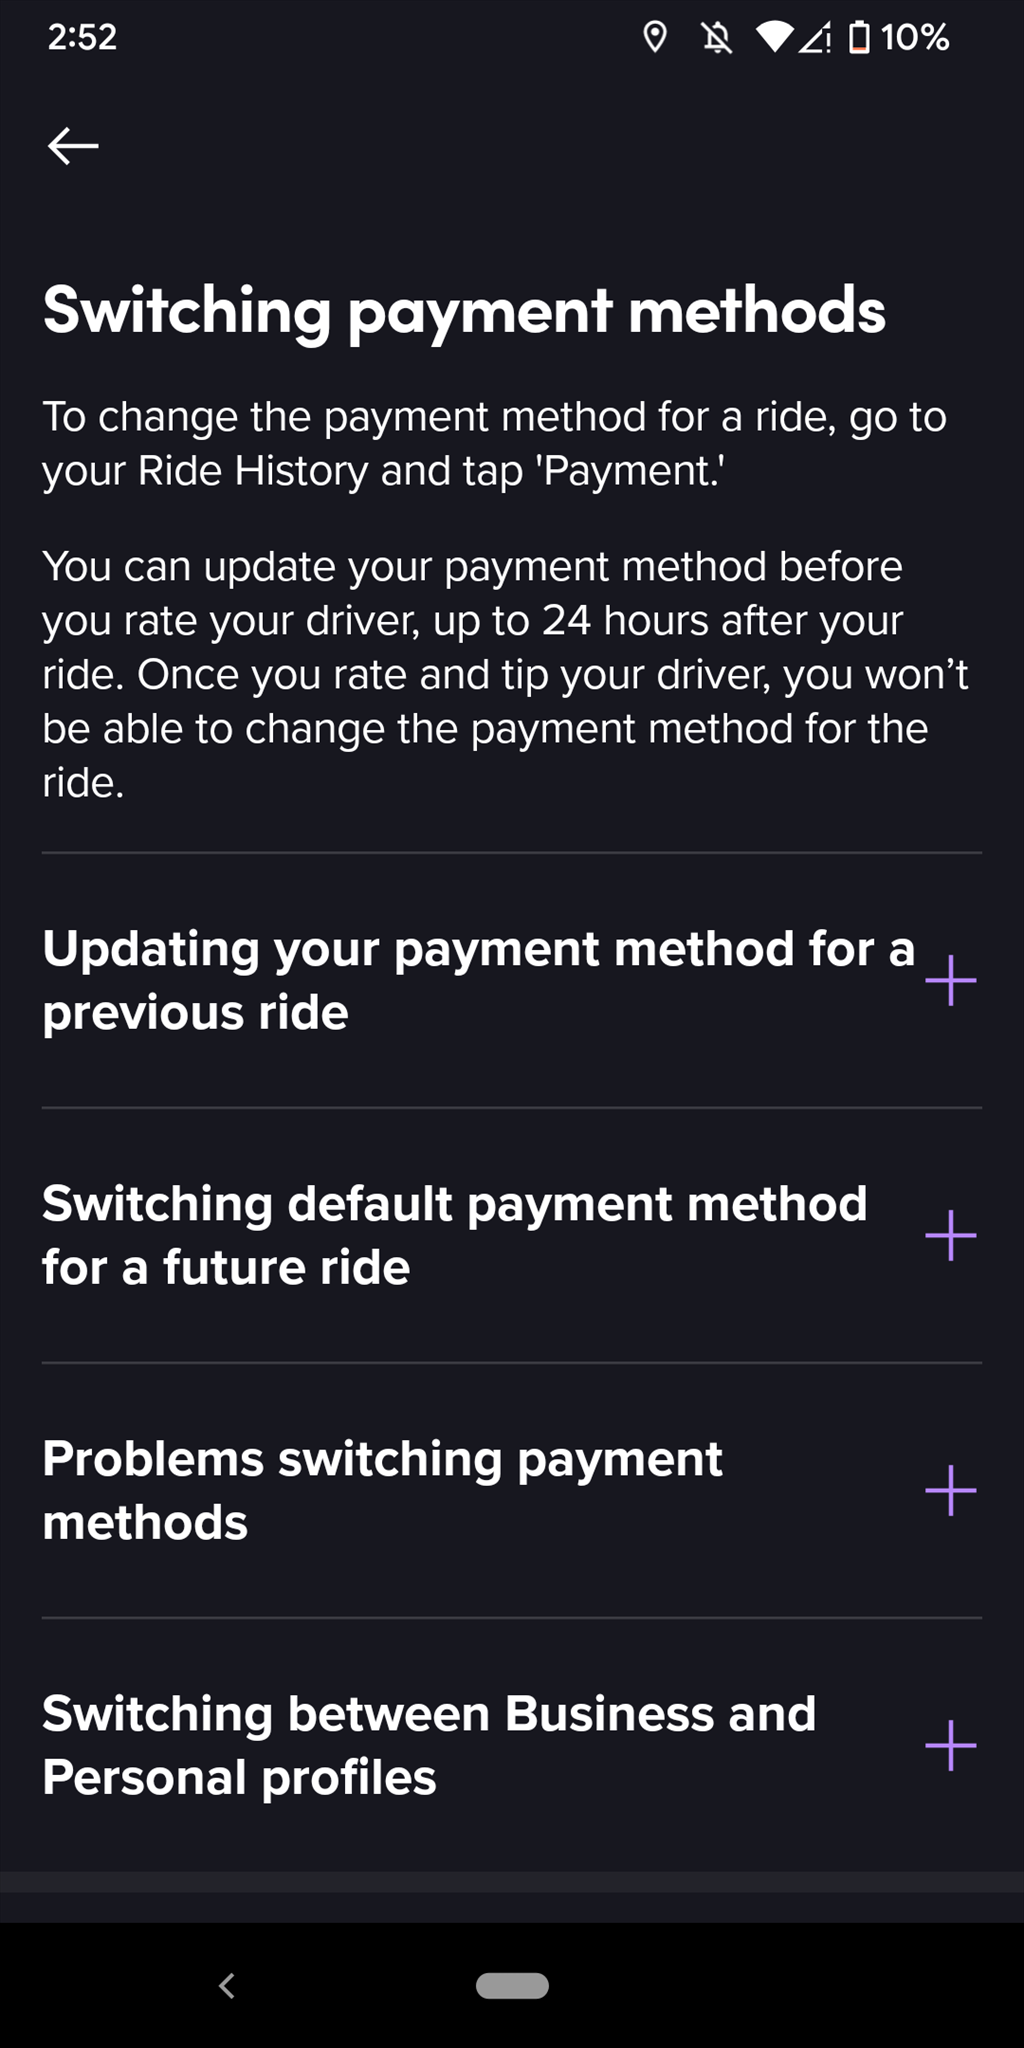 2:52
10%
Switching payment methods
To change the payment method for a ride, go to
your Ride History and tap 'Payment.'
You can update your payment method before
you rate your driver, up to 24 hours after your
ride. Once you rate and tip your driver, you won’t
be able to change the payment method for the
ride.
Updating your payment method for a
previous ride
Switching default payment method
for a future ride
Problems switching payment
methods
Switching between Business and
Personal profiles